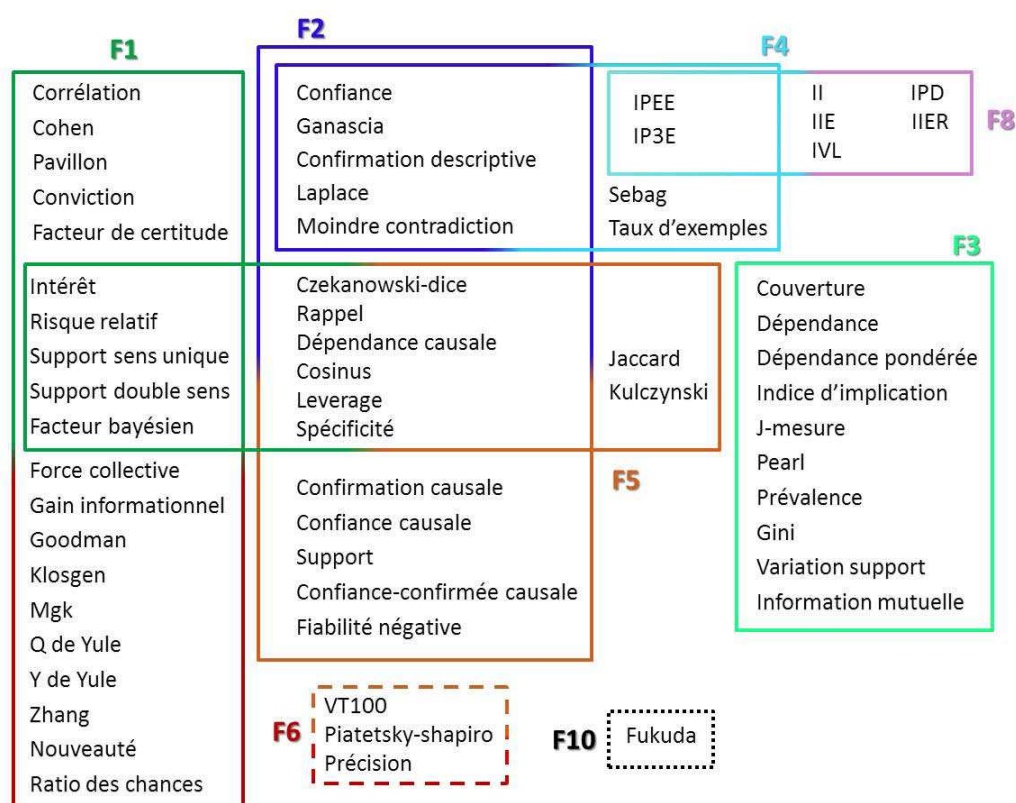 F1
Corrélation
Cohen
Pavillon
Conviction
Facteur de certitude
Intérêt
Risque relatif
Support sens unique
Support double sens
Facteur bayésien
Force collective
Gain informationnel
Goodman
Klosgen
Mgk
Q de Yule
Y de Yule
Zhang
Nouveauté
Ratio des chances
F2
Confiance
Ganascia
Confirmation descriptive
Laplace
Moindre contradiction
Czekanowski-dice
Rappel
Dépendance causale
Cosinus
Leverage
Spécificité
Confirmation causale
Confiance causale
Support
Confiance-confirmée causale
Fiabilité négative
F4
IPEE
IP3E
Sebag
Taux d'exemples
II IPD
IIE IIER
IVL
F8
Jaccard
Kulczynski
F5
F3
Couverture
Dépendance
Dépendance pondérée
Indice d'implication
J-mesure
Pearl
Prévalence
Gini
Variation support
Information mutuelle
F6
VT100
Piatetsky-shapiro
Précision
F10
Fukuda